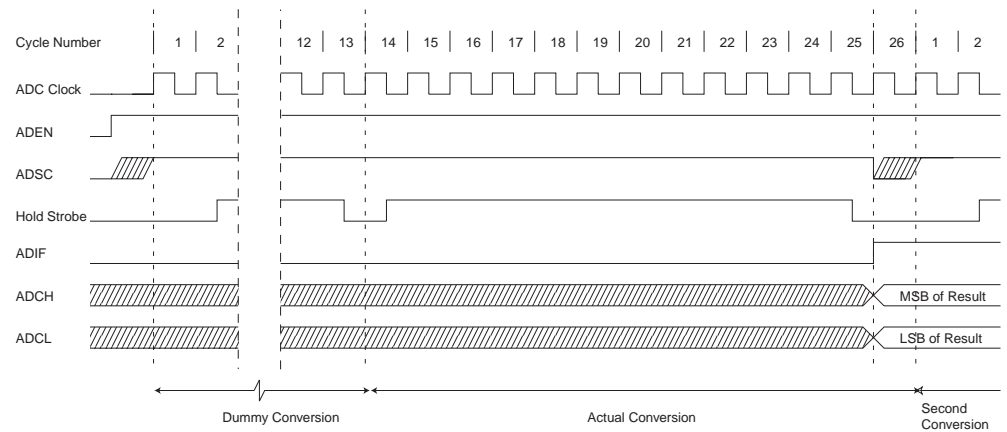 Cycle Number 1 2 12 13 14 15 16 17 18 19 20 21 22 23 24 25 26 1 2
ADC Clock
ADEN
ADSC
Hold Strobe
ADIF
ADCH MSB of Result
ADCL LSB of Result
Dummy Conversion Actual Conversion Second
Conversion